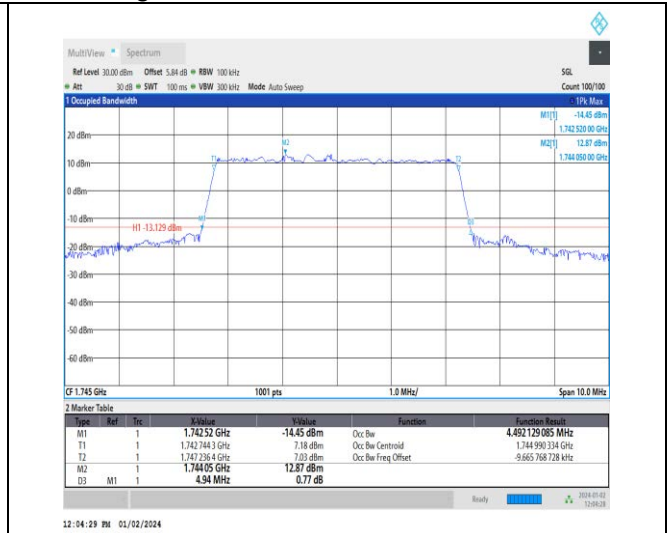 MultiView Spectrum
Ref Level 30.00 dBm Offset 5.84 dB RBW 100 kHz SGL
Att 30 dB SWT 100 ms VBW 300 kHz Mode Auto Sweep Count 100/100
1 Occupied Bandwidth 1Pk Max
M1[1] -14.45 dBm
1.742 520 00 GHz
M2[1] 12.87 dBm
1.744 050 00 GHz
20 dBm
M2
T1
T2
10 dBm
0 dBm
-10 dBm
M1
H1 -13.129 dBm
-20 dBm
-30 dBm
-40 dBm
-50 dBm
-60 dBm
CF 1.745 GHz 1001 pts 1.0 MHz/ Span 10.0 MHz
2 Marker Table
Type Ref Trc X-Value Y-Value Function Function Result
M1 1 1.742 52 GHz -14.45 dBm Occ Bw 4.492 129 085 MHz
T1 1 1.742 744 3 GHz 7.18 dBm Occ Bw Centroid 1.744 990 334 GHz
T2 1 1.747 236 4 GHz 7.03 dBm Occ Bw Freq Offset -9.665 768 728 kHz
M2 1 1.744 05 GHz 12.87 dBm
D3 M1 1 4.94 MHz 0.77 dB
Ready 2024-01-02
12:04:28
12:04:29 PM 01/02/2024